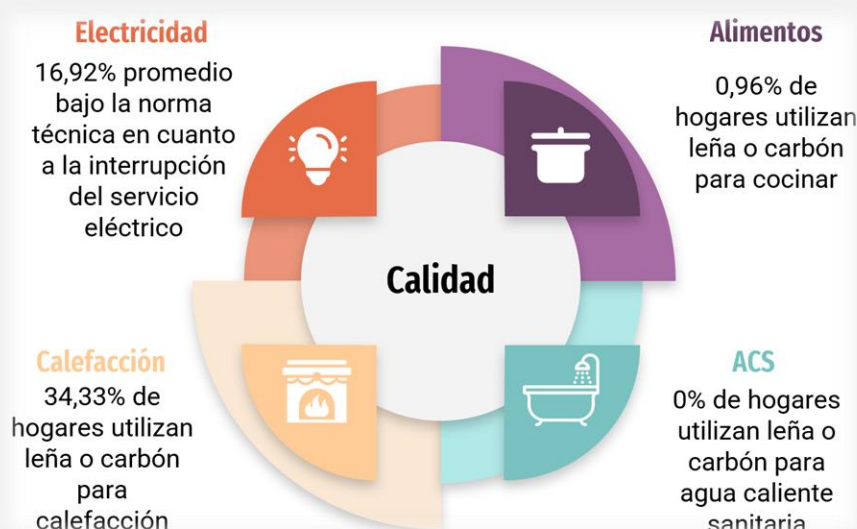 Electricidad
16,92% promedio
bajo la norma
técnica en cuanto
a la interrupción
del servicio
eléctrico
Alimentos
0,96% de
hogares utilizan
leña o carbón
para cocinar
Calidad
Calefacción
34,33% de
hogares utilizan
leña o carbón
para
calefacción
ACS
0% de hogares
utilizan leña o
carbón para
agua caliente
sanitaria